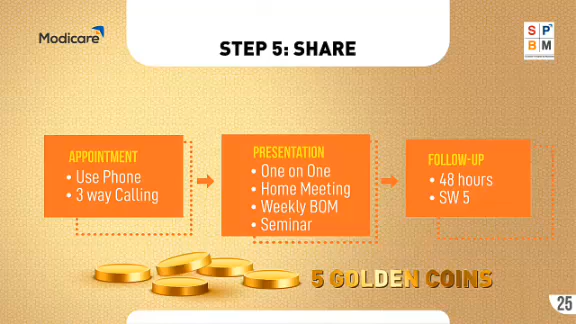 Modicare
STEP 5: SHARE
S P
B M
APPOINTMENT
• Use Phone
• 3 way Calling
PRESENTATION
• One on One
• Home Meeting
• Weekly BOM
• Seminar
FOLLOW-UP
• 48 hours
• SW 5
5 GOLDEN COINS
25